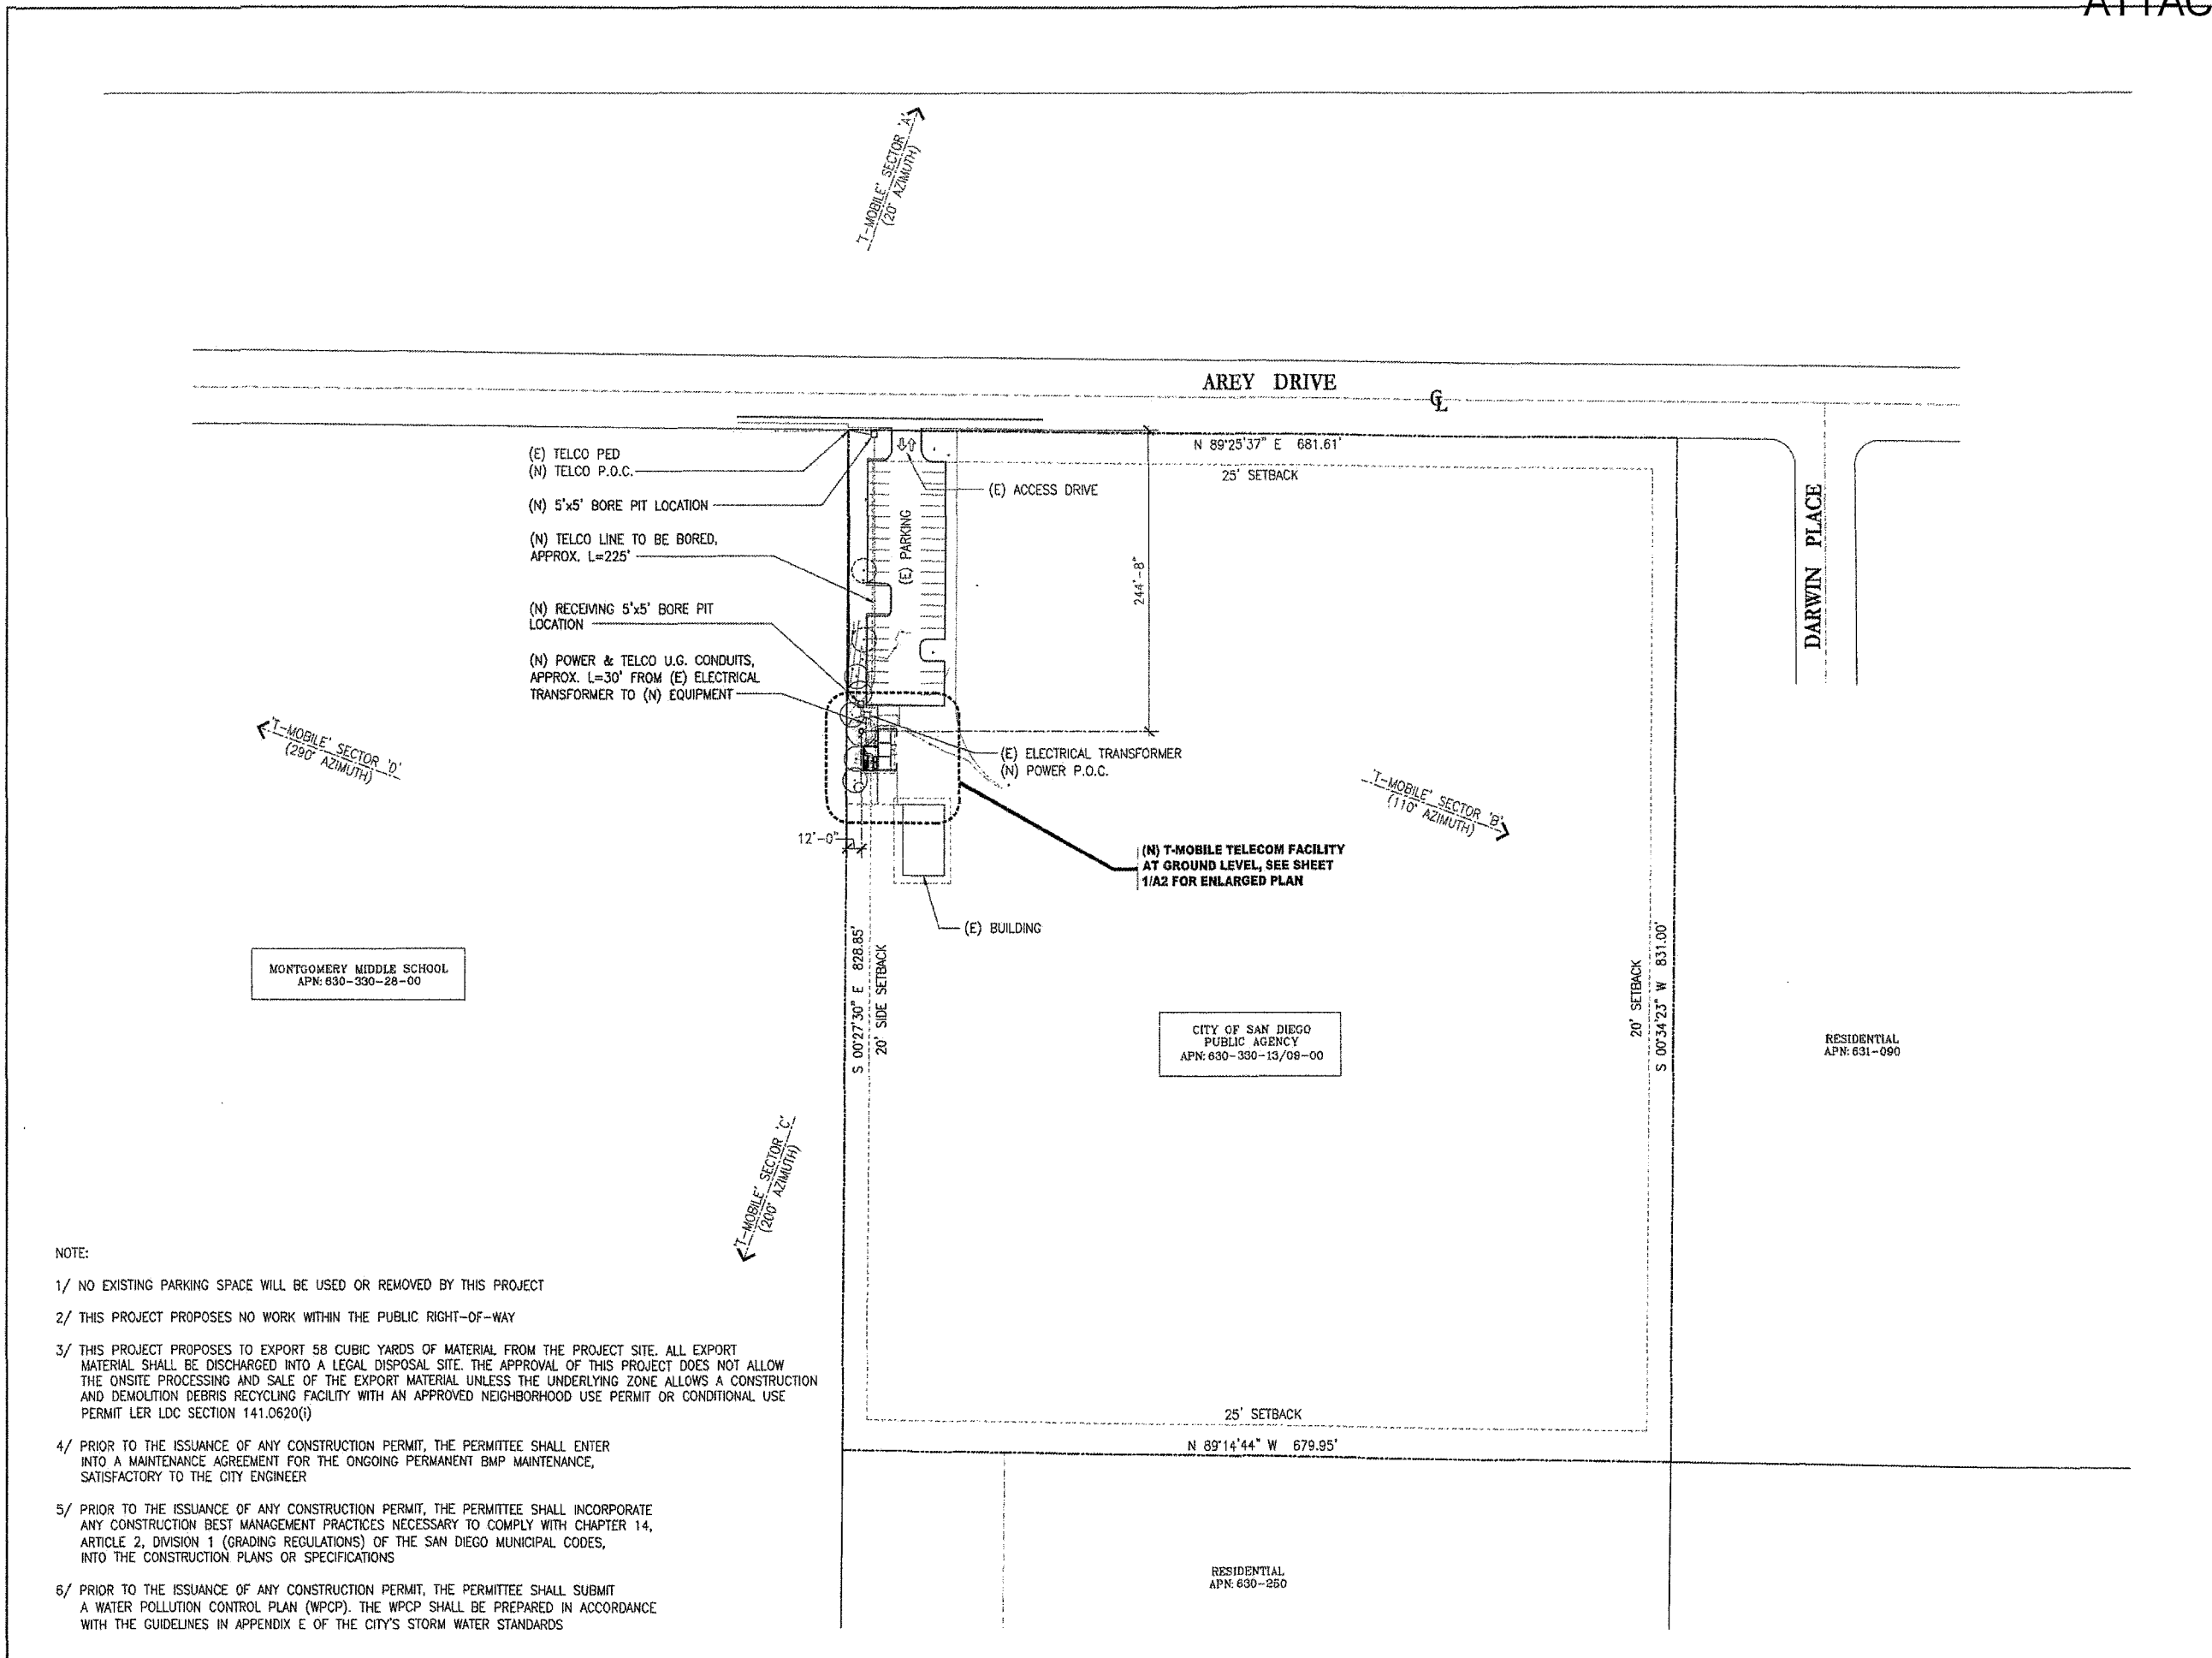 'T-MOBILE' SECTOR 'A'
(20° AZIMUTH)
AREY DRIVE
N 89°25'37" E 681.61'
25' SETBACK
DARWIN PLACE
(E) TELCO PED
(N) TELCO P.O.C.
(N) 5'x5' BORE PIT LOCATION
(N) TELCO LINE TO BE BORED,
APPROX. L=225'
(N) RECEIVING 5'x5' BORE PIT
LOCATION
(N) POWER & TELCO U.G. CONDUITS,
APPROX. L=30' FROM (E) ELECTRICAL
TRANSFORMER TO (N) EQUIPMENT
(E) ACCESS DRIVE
(E) PARKING
244'-8"
'T-MOBILE' SECTOR 'D'
(290° AZIMUTH)
(E) ELECTRICAL TRANSFORMER
(N) POWER P.O.C.
'T-MOBILE' SECTOR 'B'
(110° AZIMUTH)
12'-0"
(N) T-MOBILE TELECOM FACILITY
AT GROUND LEVEL, SEE SHEET
1/A2 FOR ENLARGED PLAN
(E) BUILDING
MONTGOMERY MIDDLE SCHOOL
APN: 630-330-28-00
S 00°27'30" E 828.85'
20' SIDE SETBACK
CITY OF SAN DIEGO
PUBLIC AGENCY
APN: 630-330-13/09-00
20' SETBACK
S 00°34'23" W 831.00'
RESIDENTIAL
APN: 631-090
'T-MOBILE' SECTOR 'C'
(200° AZIMUTH)
25' SETBACK
N 89°14'44" W 679.95'
RESIDENTIAL
APN: 630-250
NOTE:
1/ NO EXISTING PARKING SPACE WILL BE USED OR REMOVED BY THIS PROJECT
2/ THIS PROJECT PROPOSES NO WORK WITHIN THE PUBLIC RIGHT-OF-WAY
3/ THIS PROJECT PROPOSES TO EXPORT 58 CUBIC YARDS OF MATERIAL FROM THE PROJECT SITE. ALL EXPORT
MATERIAL SHALL BE DISCHARGED INTO A LEGAL DISPOSAL SITE. THE APPROVAL OF THIS PROJECT DOES NOT ALLOW
THE ONSITE PROCESSING AND SALE OF THE EXPORT MATERIAL UNLESS THE UNDERLYING ZONE ALLOWS A CONSTRUCTION
AND DEMOLITION DEBRIS RECYCLING FACILITY WITH AN APPROVED NEIGHBORHOOD USE PERMIT OR CONDITIONAL USE
PERMIT LER LDC SECTION 141.0620(i)
4/ PRIOR TO THE ISSUANCE OF ANY CONSTRUCTION PERMIT, THE PERMITTEE SHALL ENTER
INTO A MAINTENANCE AGREEMENT FOR THE ONGOING PERMANENT BMP MAINTENANCE,
SATISFACTORY TO THE CITY ENGINEER
5/ PRIOR TO THE ISSUANCE OF ANY CONSTRUCTION PERMIT, THE PERMITTEE SHALL INCORPORATE
ANY CONSTRUCTION BEST MANAGEMENT PRACTICES NECESSARY TO COMPLY WITH CHAPTER 14,
ARTICLE 2, DIVISION 1 (GRADING REGULATIONS) OF THE SAN DIEGO MUNICIPAL CODES,
INTO THE CONSTRUCTION PLANS OR SPECIFICATIONS
6/ PRIOR TO THE ISSUANCE OF ANY CONSTRUCTION PERMIT, THE PERMITTEE SHALL SUBMIT
A WATER POLLUTION CONTROL PLAN (WPCP). THE WPCP SHALL BE PREPARED IN ACCORDANCE
WITH THE GUIDELINES IN APPENDIX E OF THE CITY'S STORM WATER STANDARDS